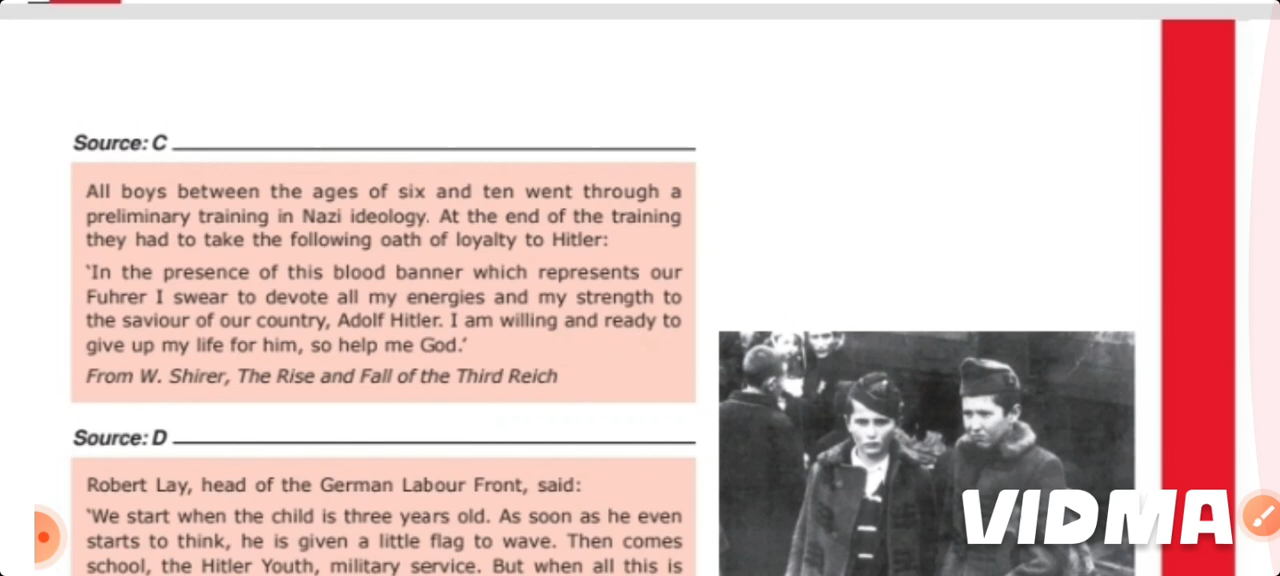 Source: C
All boys between the ages of six and ten went through a
preliminary training in Nazi ideology. At the end of the training
they had to take the following oath of loyalty to Hitler:
‘In the presence of this blood banner which represents our
Fuhrer I swear to devote all my energies and my strength to
the saviour of our country, Adolf Hitler. I am willing and ready to
give up my life for him, so help me God.’
From W. Shirer, The Rise and Fall of the Third Reich
Source: D
Robert Lay, head of the German Labour Front, said:
‘We start when the child is three years old. As soon as he even
starts to think, he is given a little flag to wave. Then comes
school, the Hitler Youth, military service. But when all this is
VIDMA